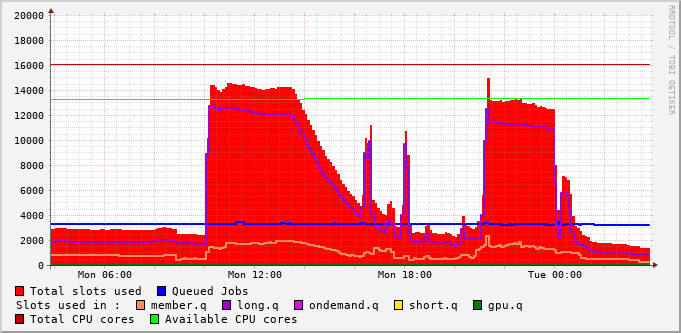 20000
18000
16000
14000
12000
10000
8000
6000
4000
2000
0
Mon 06:00 Mon 12:00 Mon 18:00 Tue 00:00
RRDTOOL / TOBI OETIKER
Total slots used Queued Jobs
Slots used in : member.q long.q ondemand.q short.q gpu.q
Total CPU cores Available CPU cores